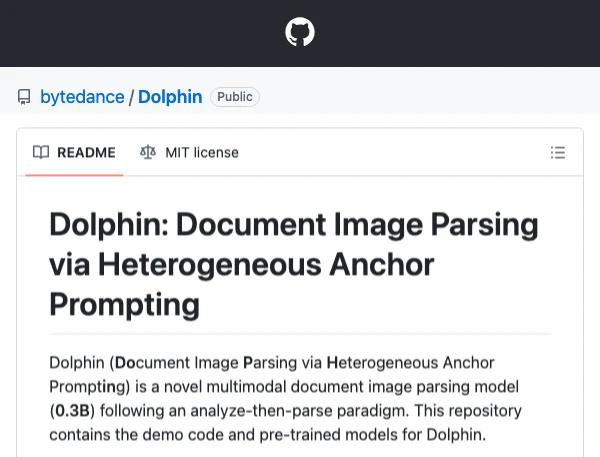 bytedance / Dolphin Public
README MIT license
Dolphin: Document Image Parsing
via Heterogeneous Anchor
Prompting
Dolphin (Document Image Parsing via Heterogeneous Anchor
Prompting) is a novel multimodal document image parsing model
(0.3B) following an analyze-then-parse paradigm. This repository
contains the demo code and pre-trained models for Dolphin.